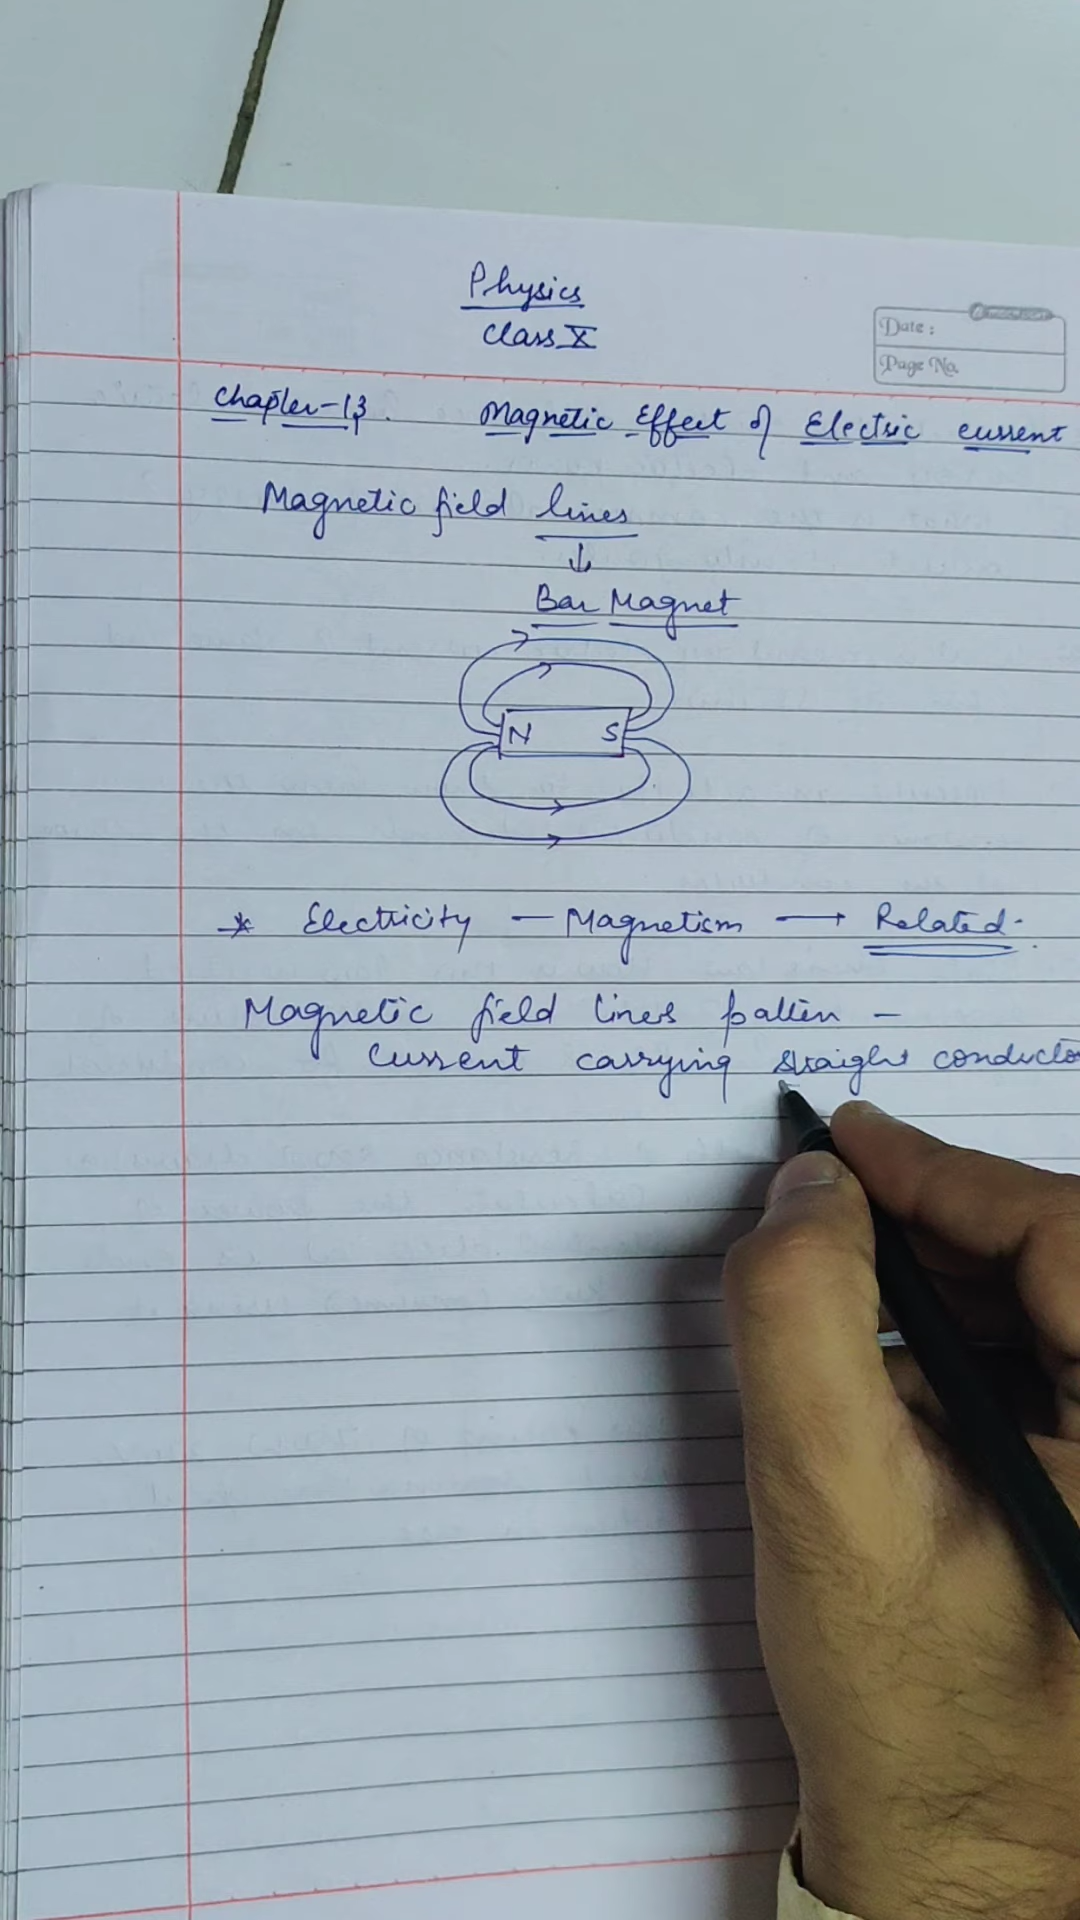 Physics
Class X
Date :
Page No.
Chapter-13 Magnetic Effect of Electric current
Magnetic field lines
↓
Bar Magnet
N S
* Electricity — Magnetism → Related.
Magnetic field lines patten —
Current carrying straight conducto